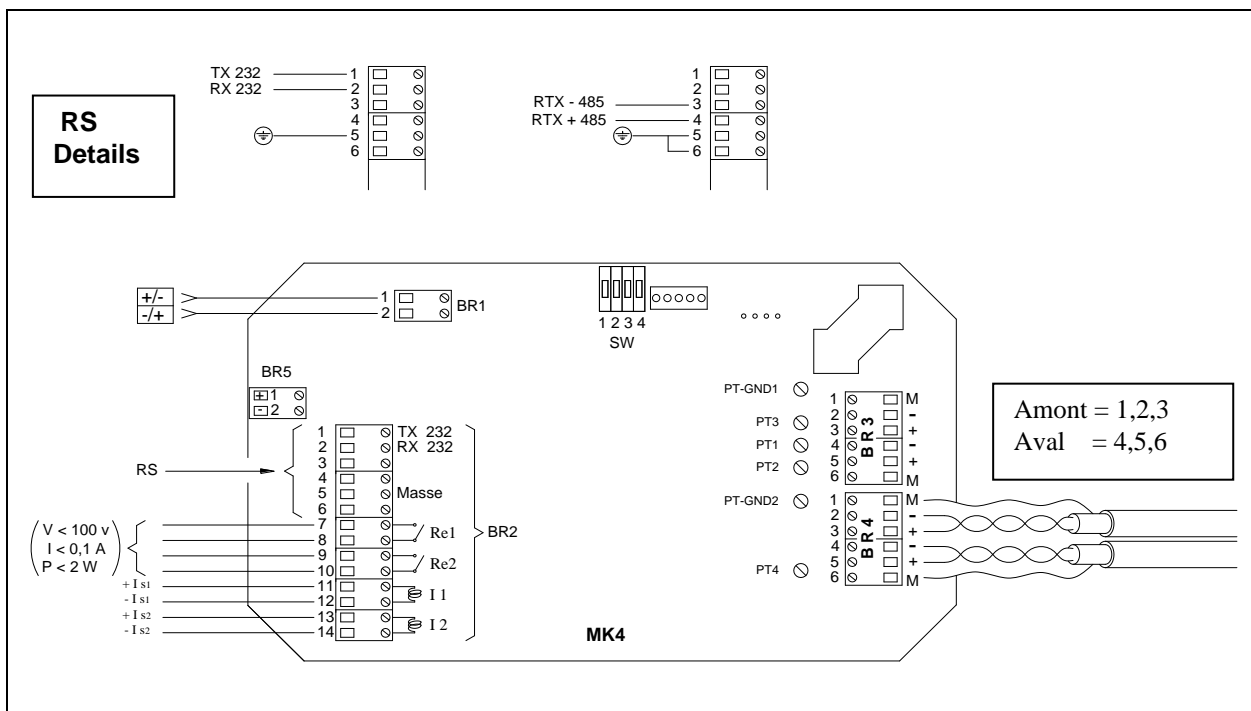 RS
Details
TX 232
RX 232
1
2
3
4
5
6
RTX - 485
RTX + 485
1
2
3
4
5
6
+/-
-/+
1
2
BR1
1 2 3 4
SW
BR5
+ 1
- 2
RS
1 TX 232
2 RX 232
3
4
5 Masse
6
7
8 Re1
9
10 Re2
11
12 I 1
13
14 I 2
BR2
V < 100 v
I < 0,1 A
P < 2 W
+ I s1
- I s1
+ I s2
- I s2
MK4
PT-GND1
PT3
PT1
PT2
PT-GND2
PT4
1 M
2 -
3 +
4 -
5 +
6 M
BR3
1 M
2 -
3 +
4 -
5 +
6 M
BR4
Amont = 1,2,3
Aval = 4,5,6